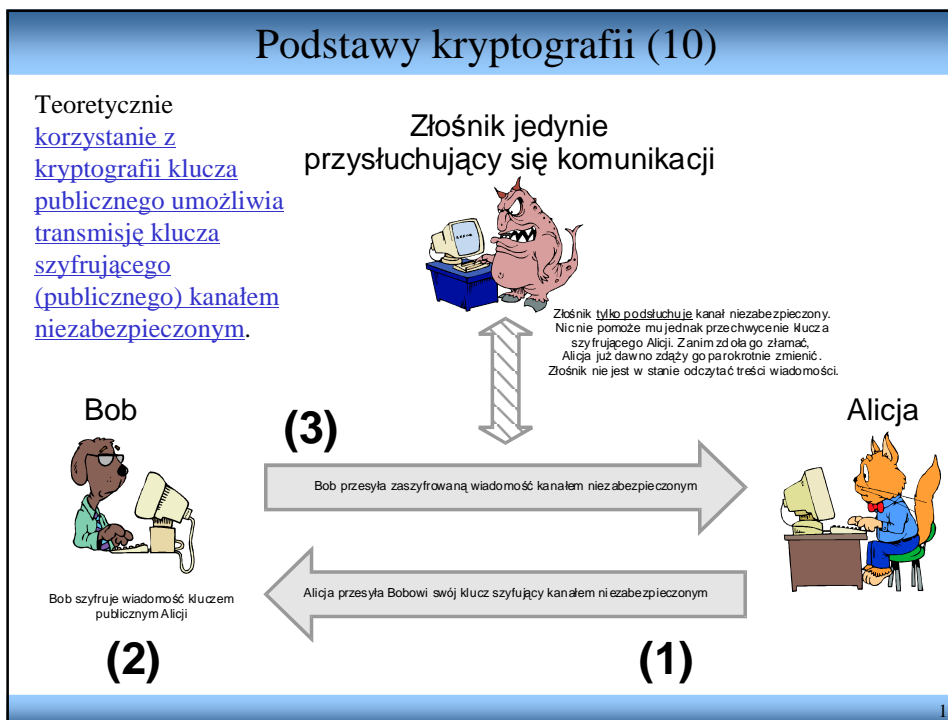 Podstawy kryptografii (10)
Teoretycznie
korzystanie z
kryptografii klucza
publicznego umożliwia
transmisję klucza
szyfrującego
(publicznego) kanałem
niezabezpieczonym.
Złośnik jedynie
przysłuchujący się komunikacji
Złośnik tylko podsłuchuje kanał niezabezpieczony.
Nic nie pomoże mu jednak przechwycenie klucza
szyfrującego Alicji. Zanim zdoła go złamać,
Alicja już dawno zdąży go parokrotnie zmienić.
Złośnik nie jest w stanie odczytać treści wiadomości.
Bob
(3)
Alicja
Bob przesyła zaszyfrowaną wiadomość kanałem niezabezpieczonym
Alicja przesyła Bobowi swój klucz szyfujący kanałem niezabezpieczonym
Bob szyfruje wiadomość kluczem
publicznym Alicji
(2)
(1)
1